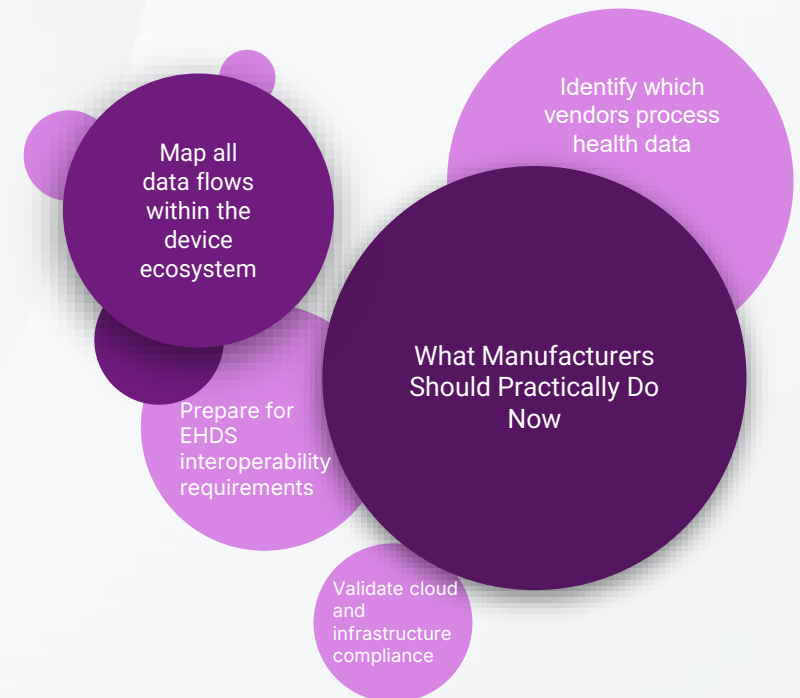 Identify which
vendors process
health data
Map all
data flows
within the
device
ecosystem
What Manufacturers
Should Practically Do
Now
Prepare for
EHDS
interoperability
requirements
Validate cloud
and
infrastructure
compliance